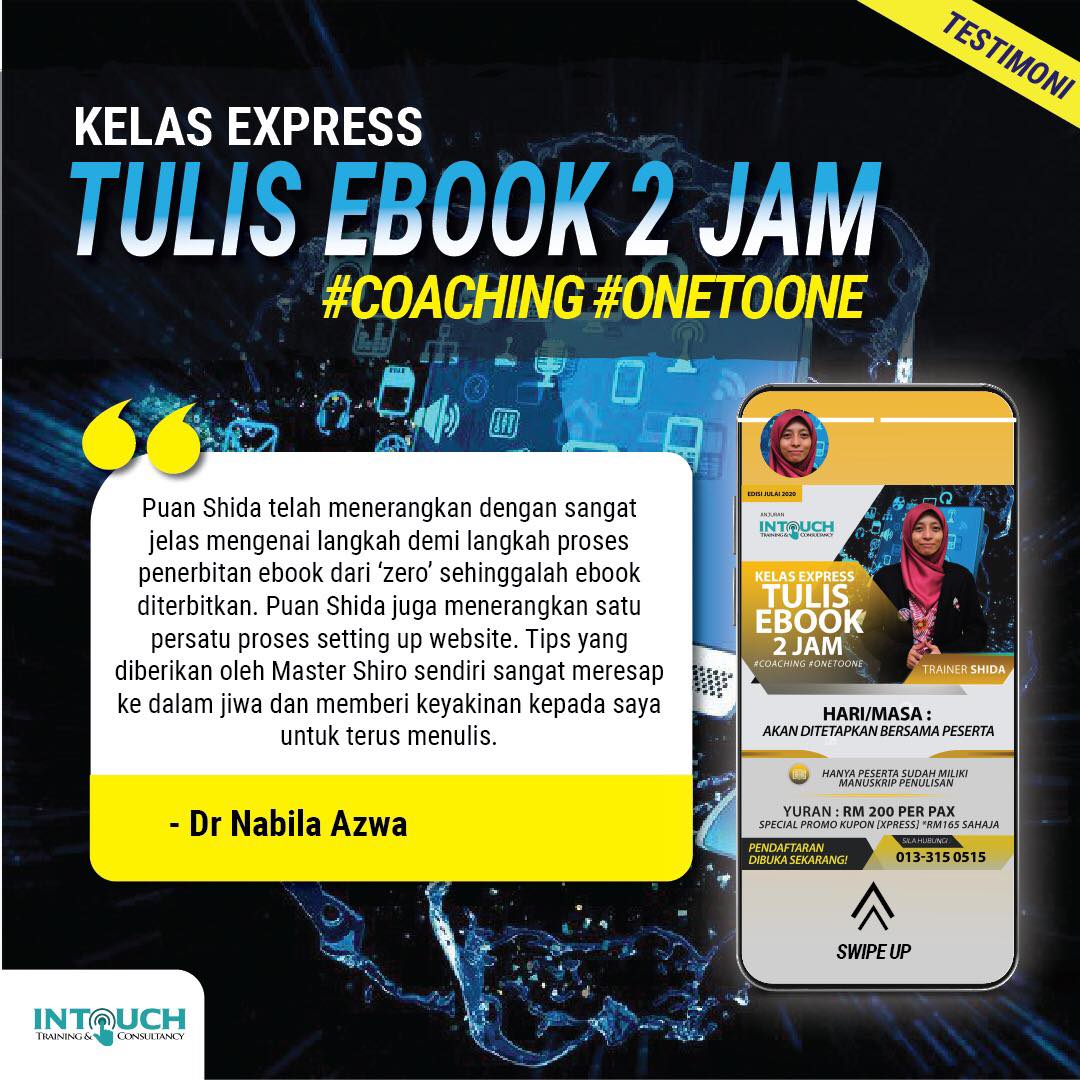 TESTIMONI
KELAS EXPRESS
TULIS EBOOK 2 JAM
#COACHING #ONETOONE
Puan Shida telah menerangkan dengan sangat
jelas mengenai langkah demi langkah proses
penerbitan ebook dari ‘zero’ sehinggalah ebook
diterbitkan. Puan Shida juga menerangkan satu
persatu proses setting up website. Tips yang
diberikan oleh Master Shiro sendiri sangat meresap
ke dalam jiwa dan memberi keyakinan kepada saya
untuk terus menulis.
- Dr Nabila Azwa
EDISI JULAI 2020
ANJURAN
INTOUCH
TRAINING & CONSULTANCY
KELAS EXPRESS
TULIS
EBOOK
2 JAM
#COACHING #ONETOONE
TRAINER SHIDA
HARI/MASA :
AKAN DITETAPKAN BERSAMA PESERTA
HANYA PESERTA SUDAH MILIKI
MANUSKRIP PENULISAN
YURAN : RM 200 PER PAX
SPECIAL PROMO KUPON [XPRESS] *RM165 SAHAJA
PENDAFTARAN
DIBUKA SEKARANG!
SILA HUBUNGI :
013-315 0515
SWIPE UP
INTOUCH
TRAINING & CONSULTANCY